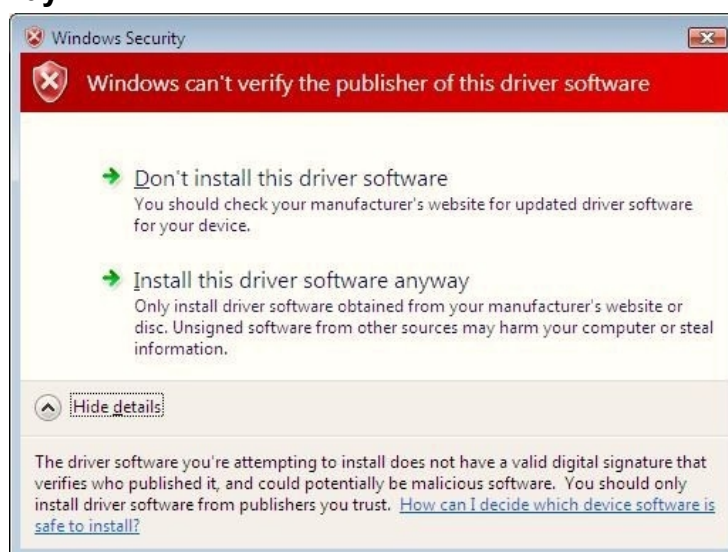 Windows Security
Windows can't verify the publisher of this driver software
Don't install this driver software
You should check your manufacturer's website for updated driver software
for your device.
Install this driver software anyway
Only install driver software obtained from your manufacturer's website or
disc. Unsigned software from other sources may harm your computer or steal
information.
Hide details
The driver software you're attempting to install does not have a valid digital signature that
verifies who published it, and could potentially be malicious software. You should only
install driver software from publishers you trust. How can I decide which device software is
safe to install?